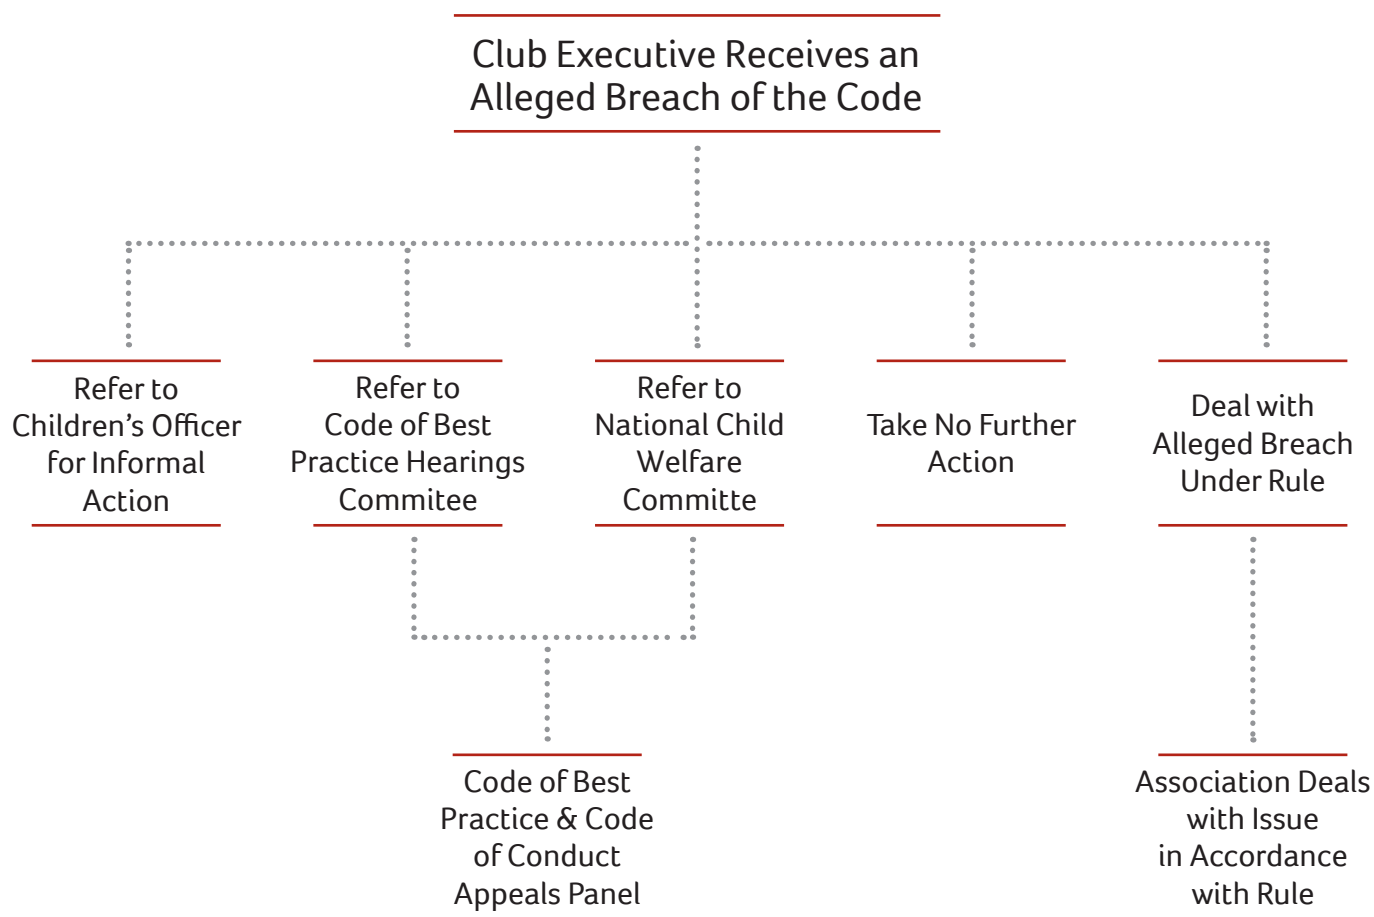 Club Executive Receives an
Alleged Breach of the Code
Refer to
Children's Officer
for Informal
Action
Refer to
Code of Best
Practice Hearings
Commitee
Refer to
National Child
Welfare
Committe
Take No Further
Action
Deal with
Alleged Breach
Under Rule
Code of Best
Practice & Code
of Conduct
Appeals Panel
Association Deals
with Issue
in Accordance
with Rule